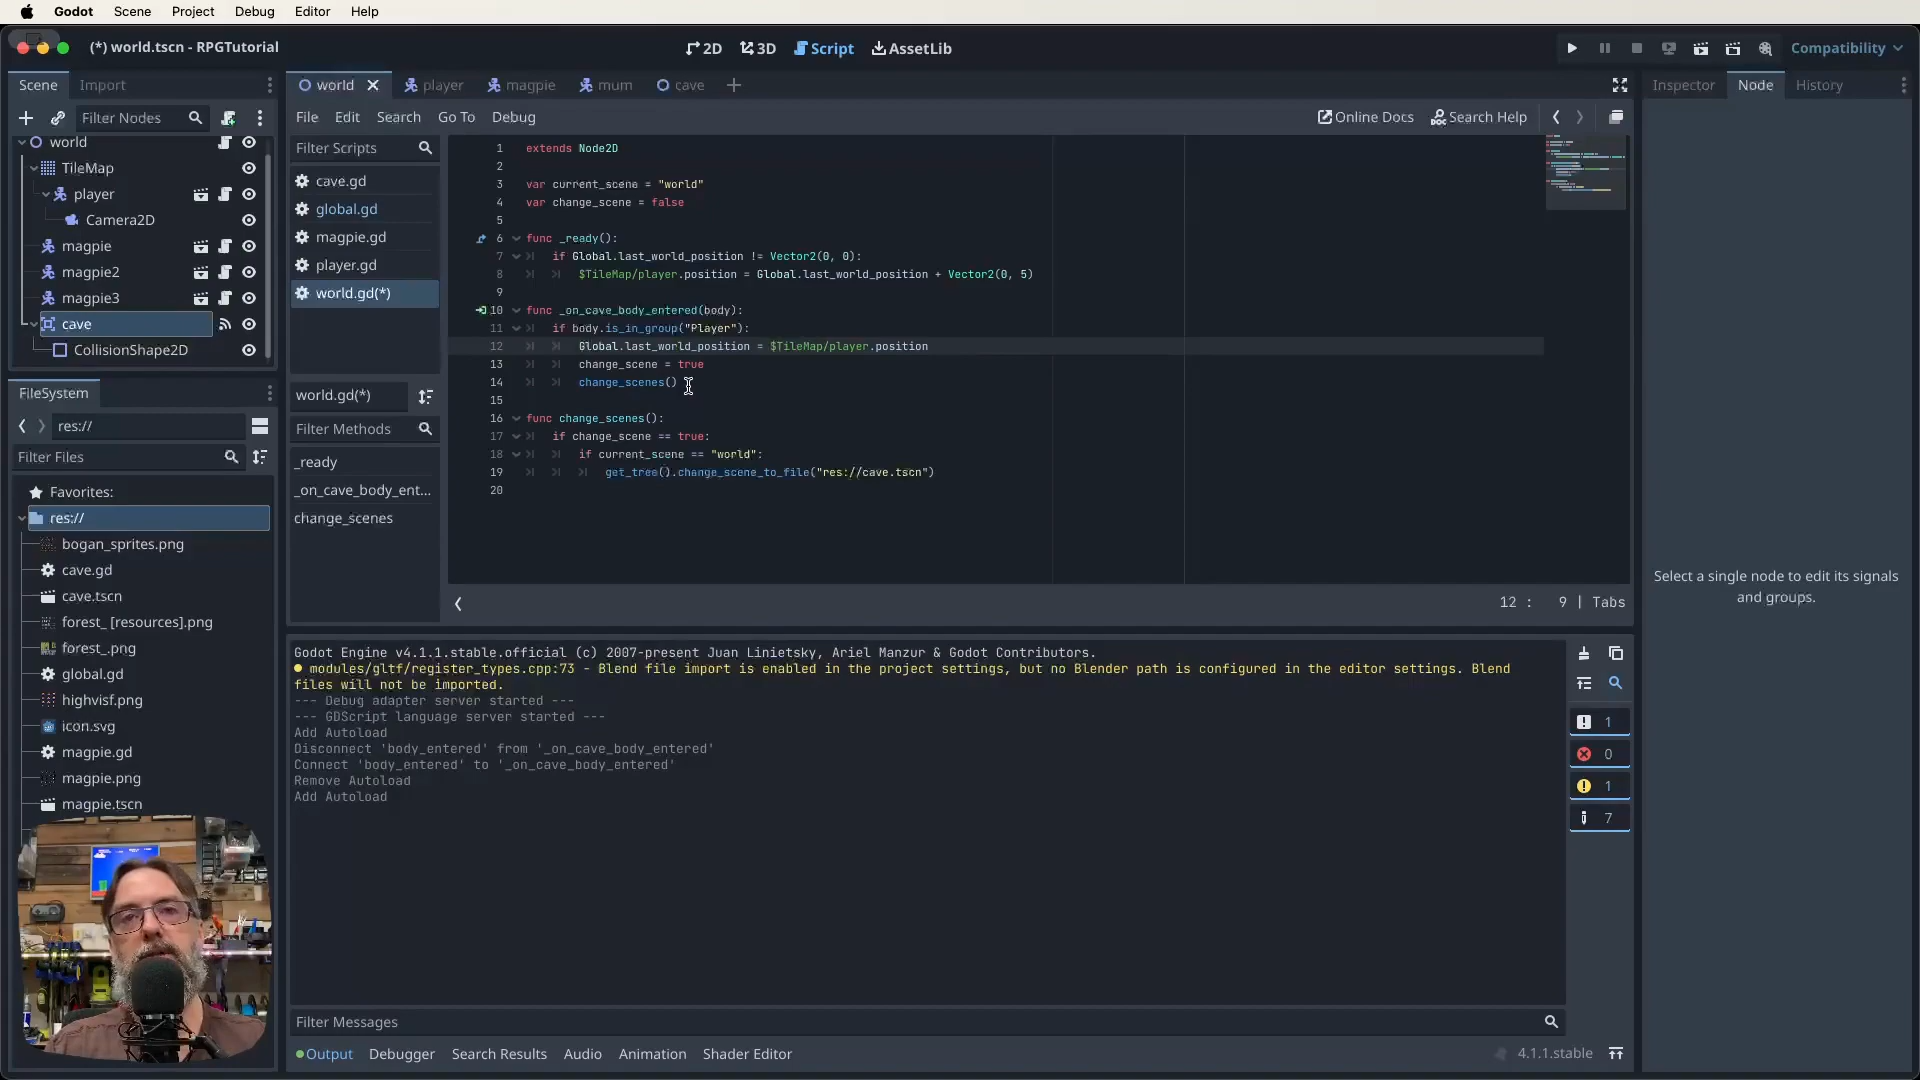 Godot Scene Project Debug Editor Help
(*) world.tscn - RPGTutorial
2D 3D Script AssetLib
Compatibility
Scene Import
world player magpie mum cave
Inspector Node History
Filter Nodes
File Edit Search Go To Debug
Online Docs Search Help
world
TileMap
player
Camera2D
magpie
magpie2
magpie3
cave
CollisionShape2D
Filter Scripts
cave.gd
global.gd
magpie.gd
player.gd
world.gd(*)
world.gd(*)
Filter Methods
_ready
_on_cave_body_ent...
change_scenes
1 extends Node2D
2
3 var current_scene = "world"
4 var change_scene = false
5
6 func _ready():
7 if Global.last_world_position != Vector2(0, 0):
8 $TileMap/player.position = Global.last_world_position + Vector2(0, 5)
9
10 func _on_cave_body_entered(body):
11 if body.is_in_group("Player"):
12 Global.last_world_position = $TileMap/player.position
13 change_scene = true
14 change_scenes()
15
16 func change_scenes():
17 if change_scene == true:
18 if current_scene == "world":
19 get_tree().change_scene_to_file("res://cave.tscn")
20
12 : 9 | Tabs
FileSystem
res://
Filter Files
Favorites:
res://
bogan_sprites.png
cave.gd
cave.tscn
forest_ [resources].png
forest_.png
global.gd
highvisf.png
icon.svg
magpie.gd
magpie.png
magpie.tscn
Godot Engine v4.1.1.stable.official (c) 2007-present Juan Linietsky, Ariel Manzur & Godot Contributors.
modules/gltf/register_types.cpp:73 - Blend file import is enabled in the project settings, but no Blender path is configured in the editor settings. Blend
files will not be imported.
--- Debug adapter server started ---
--- GDScript language server started ---
Add Autoload
Disconnect 'body_entered' from '_on_cave_body_entered'
Connect 'body_entered' to '_on_cave_body_entered'
Remove Autoload
Add Autoload
1
0
1
7
Filter Messages
Output Debugger Search Results Audio Animation Shader Editor
4.1.1.stable
Select a single node to edit its signals
and groups.